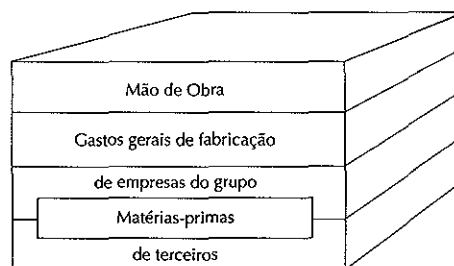 Mão de Obra
Gastos gerais de fabricação
de empresas do grupo
Matérias-primas
de terceiros